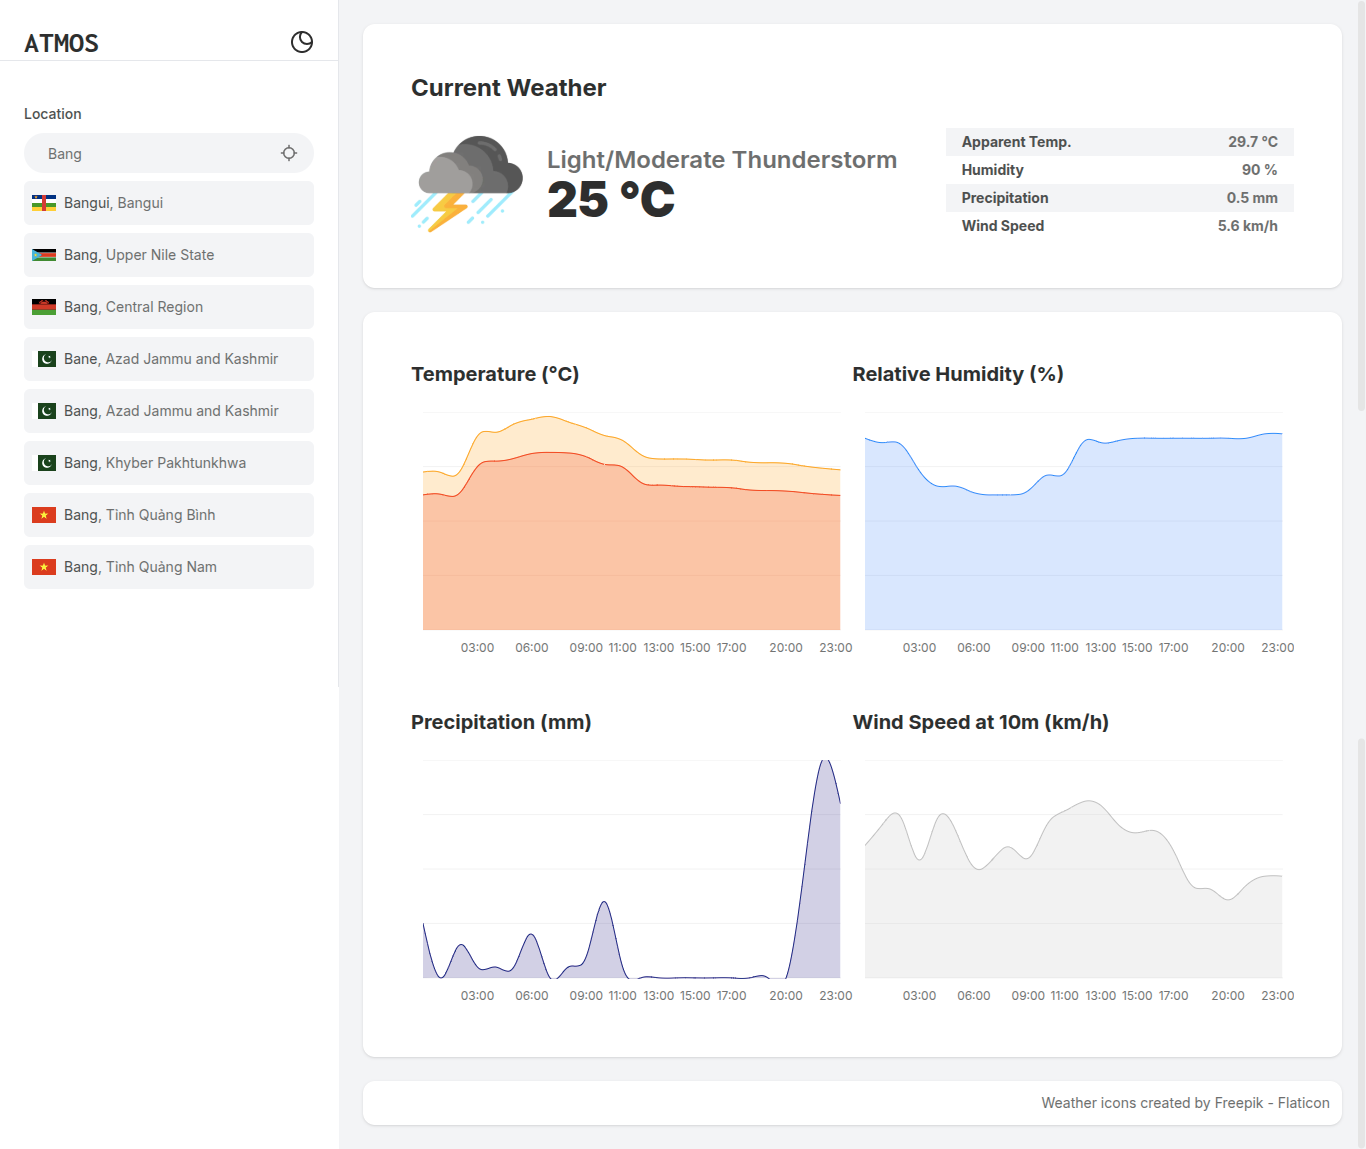 ATMOS
Location
Bang
Bangui, Bangui
Bang, Upper Nile State
Bang, Central Region
Bane, Azad Jammu and Kashmir
Bang, Azad Jammu and Kashmir
Bang, Khyber Pakhtunkhwa
Bang, Tinh Quảng Bình
Bang, Tinh Quảng Nam
Current Weather
Light/Moderate Thunderstorm
25 °C
Apparent Temp. 29.7 °C
Humidity 90 %
Precipitation 0.5 mm
Wind Speed 5.6 km/h
Temperature (°C)
03:00 06:00 09:00 11:00 13:00 15:00 17:00 20:00 23:00
Relative Humidity (%)
03:00 06:00 09:00 11:00 13:00 15:00 17:00 20:00 23:00
Precipitation (mm)
03:00 06:00 09:00 11:00 13:00 15:00 17:00 20:00 23:00
Wind Speed at 10m (km/h)
03:00 06:00 09:00 11:00 13:00 15:00 17:00 20:00 23:00
Weather icons created by Freepik - Flaticon